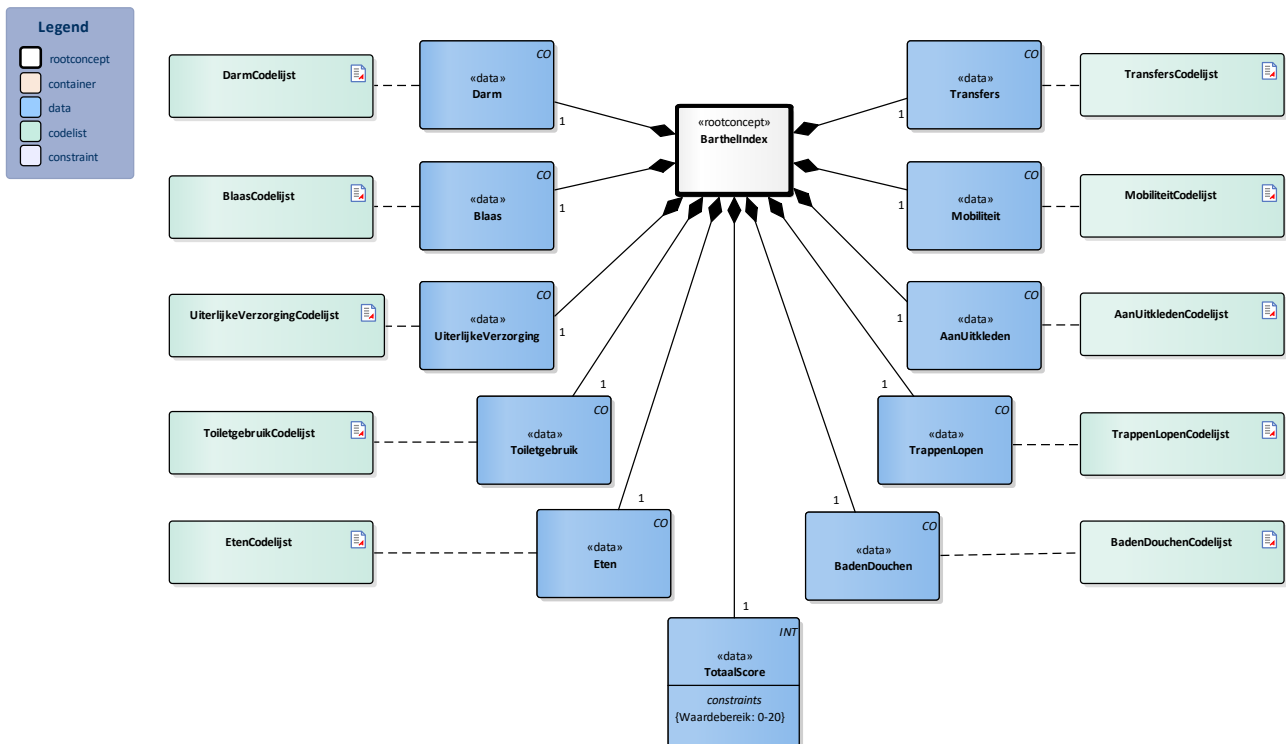 Legend
rootconcept
container
data
codelist
constraint
DarmCodelijst
CO
«data»
Darm
1
«rootconcept»
BarthelIndex
CO
«data»
Transfers
1
TransfersCodelijst
BlaasCodelijst
CO
«data»
Blaas
1
CO
«data»
Mobiliteit
1
MobiliteitCodelijst
UiterlijkeVerzorgingCodelijst
CO
«data»
UiterlijkeVerzorging
1
CO
«data»
AanUitkleden
1
AanUitkledenCodelijst
ToiletgebruikCodelijst
1
CO
«data»
Toiletgebruik
1
CO
«data»
TrappenLopen
TrappenLopenCodelijst
EtenCodelijst
1
CO
«data»
Eten
1
CO
«data»
BadenDouchen
BadenDouchenCodelijst
1
INT
«data»
TotaalScore
constraints
{Waardebereik: 0-20}